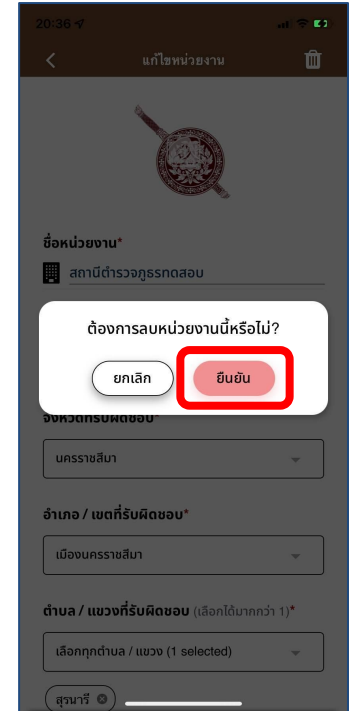 20:36
แก้ไขหน่วยงาน
ชื่อหน่วยงาน*
สถานีตำรวจภูธรทดสอบ
ต้องการลบหน่วยงานนี้หรือไม่?
ยกเลิก
ยืนยัน
จังหวัดที่รับผิดชอบ*
นครราชสีมา
อำเภอ / เขตที่รับผิดชอบ*
เมืองนครราชสีมา
ตำบล / แขวงที่รับผิดชอบ (เลือกได้มากกว่า 1)*
เลือกทุกตำบล / แขวง (1 selected)
สุรนารี